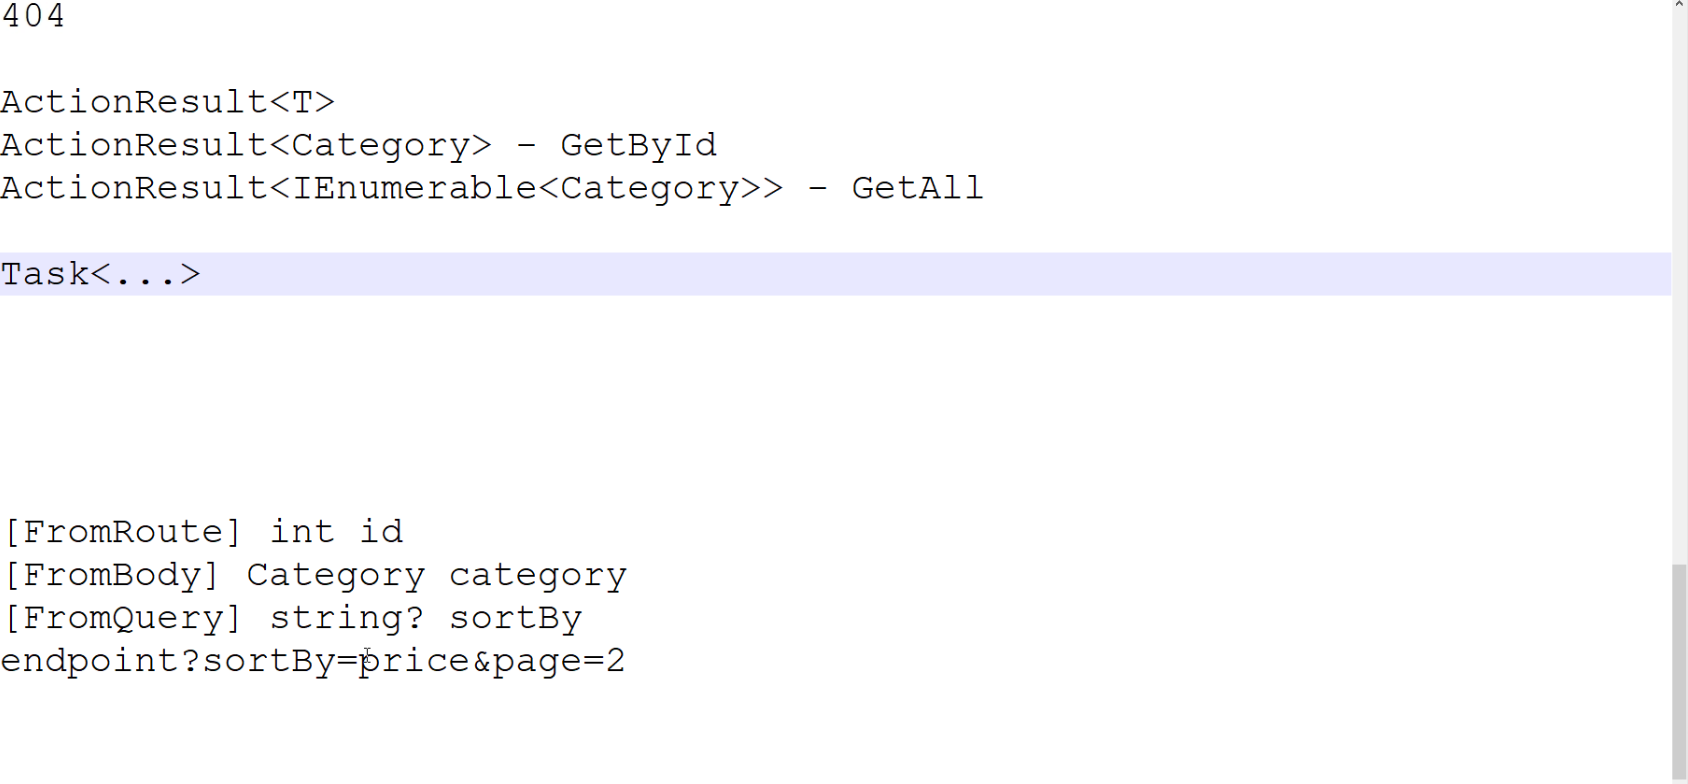 404
ActionResult<T>
ActionResult<Category> - GetById
ActionResult<IEnumerable<Category>> - GetAll
Task<...>
[FromRoute] int id
[FromBody] Category category
[FromQuery] string? sortBy
endpoint?sortBy=price&page=2